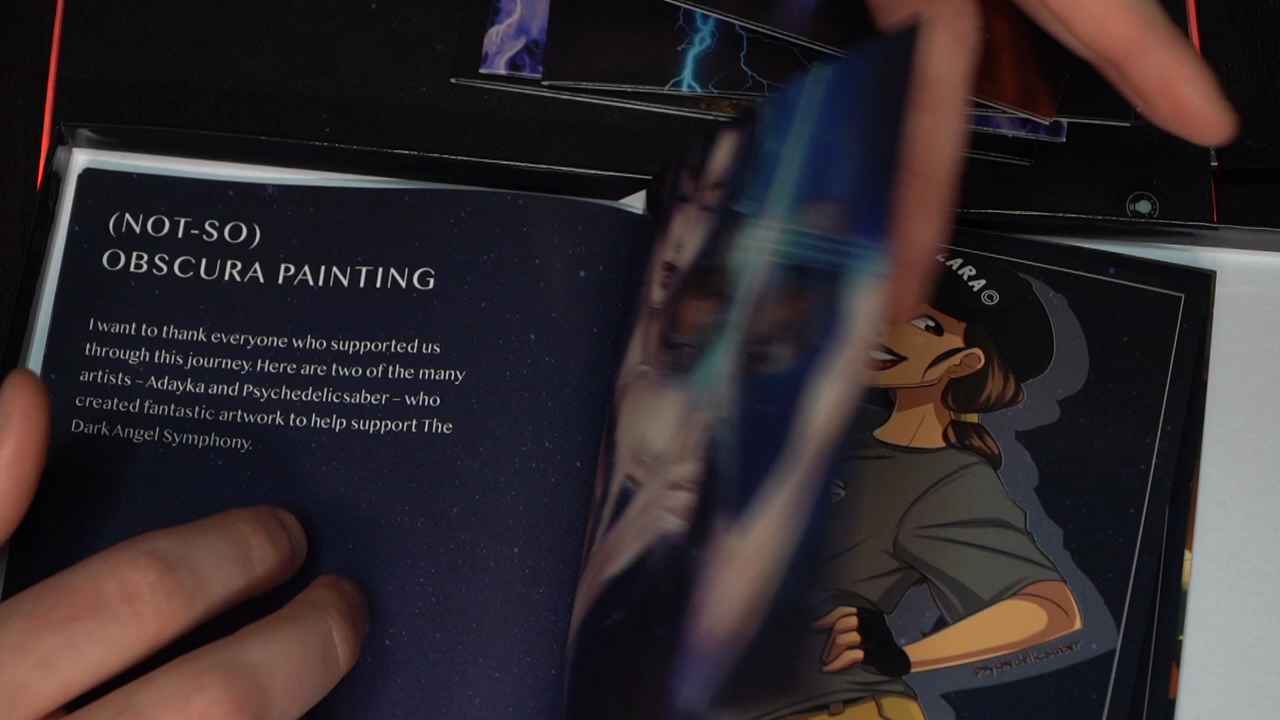 (NOT-SO)
OBSCURA PAINTING
I want to thank everyone who supported us
through this journey. Here are two of the many
artists – Adayka and Psychedelicsaber – who
created fantastic artwork to help support The
Dark Angel Symphony.
LARA©
psychedelicsaber